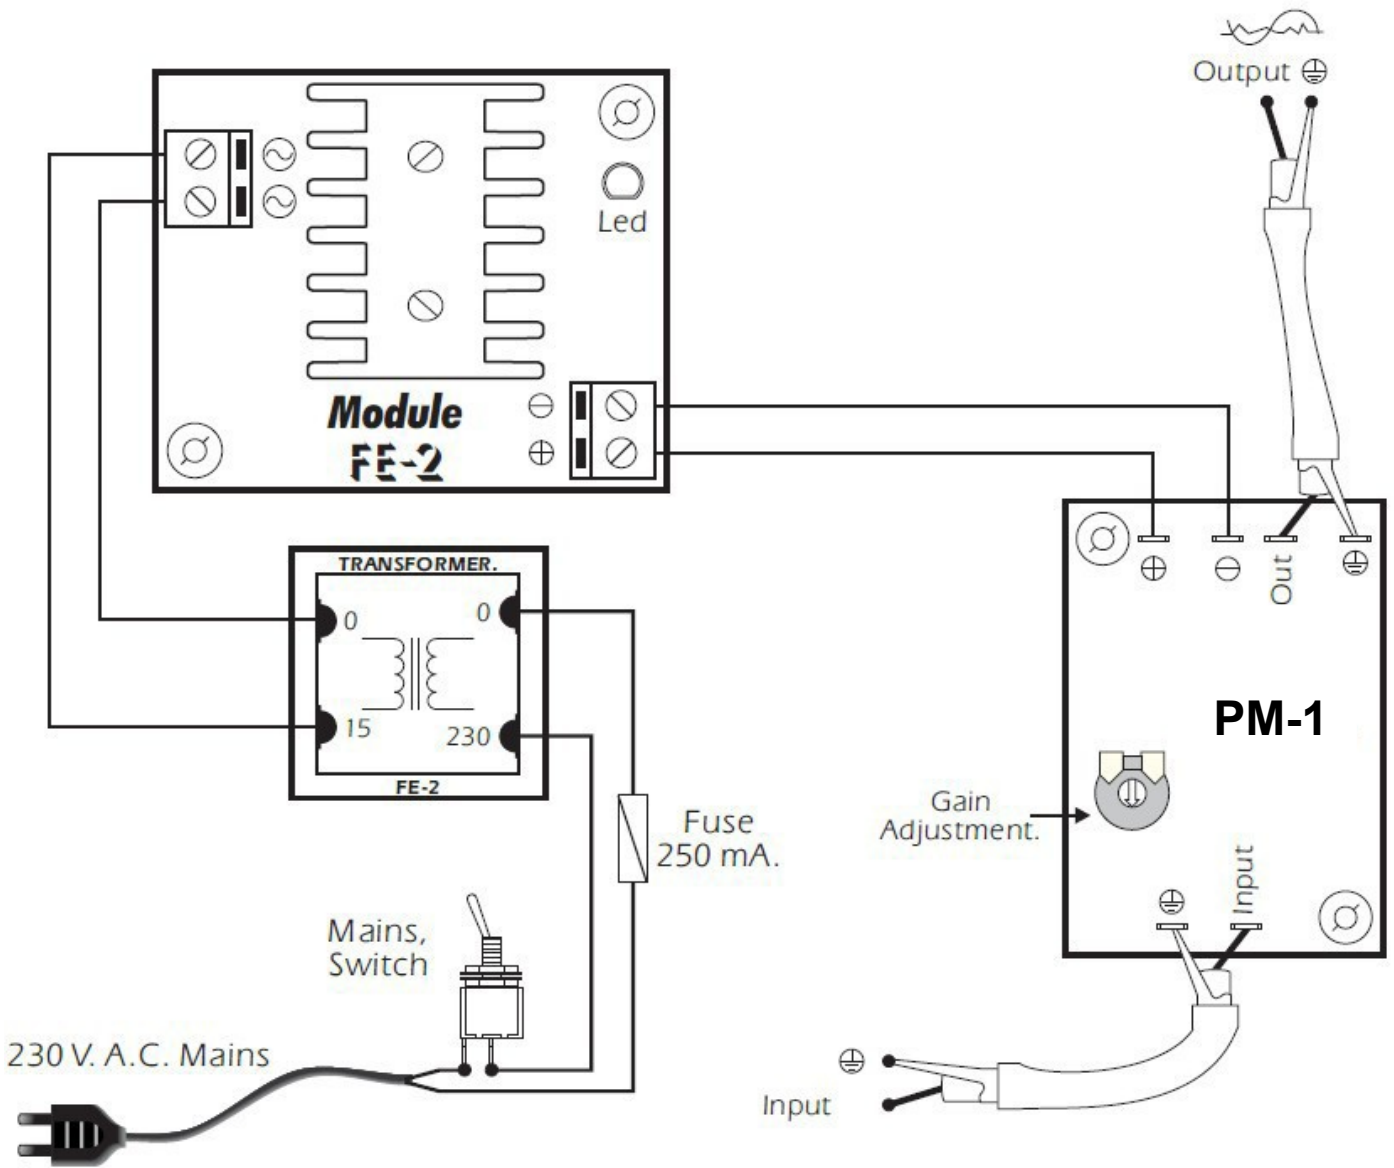 Output
Led
Module
FE-2
Out
TRANSFORMER.
0
0
15
230
FE-2
PM-1
Gain
Adjustment.
Fuse
250 mA.
Input
Mains,
Switch
230 V. A.C. Mains
Input